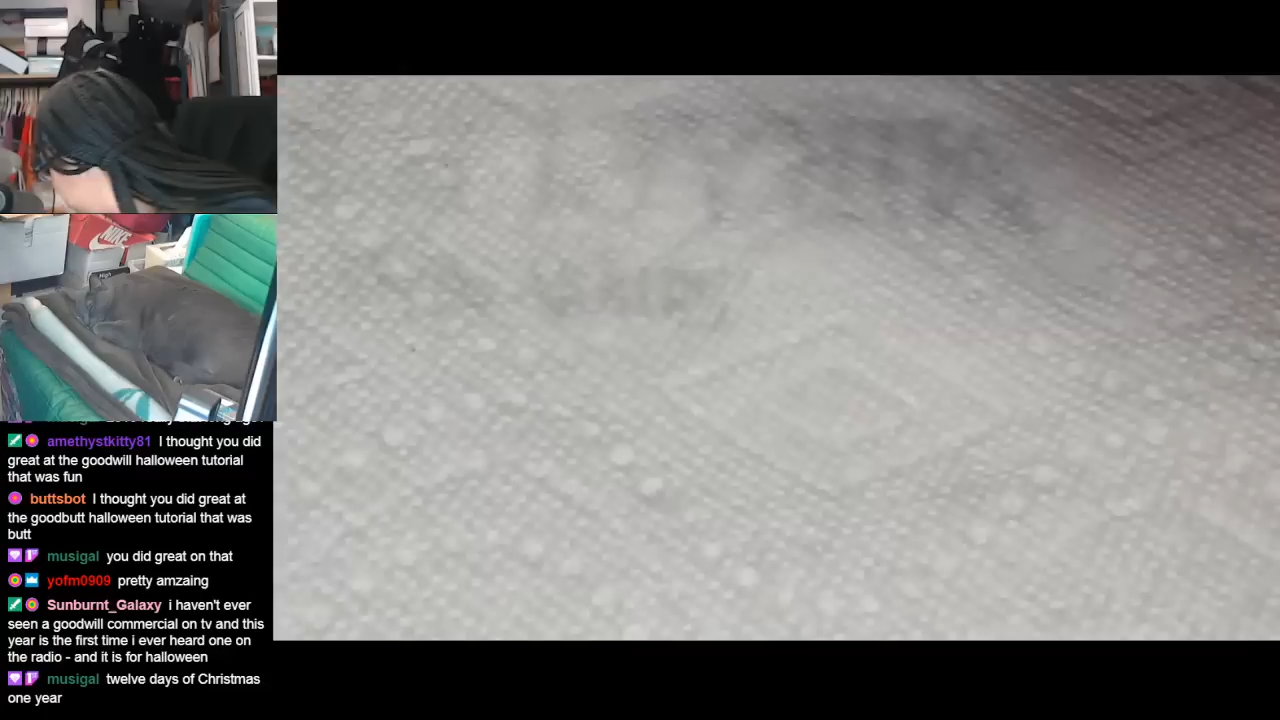 NIKE
High
amethystkitty81 I thought you did
great at the goodwill halloween tutorial
that was fun
buttsbot I thought you did great at
the goodbutt halloween tutorial that was
butt
musigal you did great on that
yofm0909 pretty amzaing
Sunburnt_Galaxy i haven't ever
seen a goodwill commercial on tv and this
year is the first time i ever heard one on
the radio - and it is for halloween
musigal twelve days of Christmas
one year